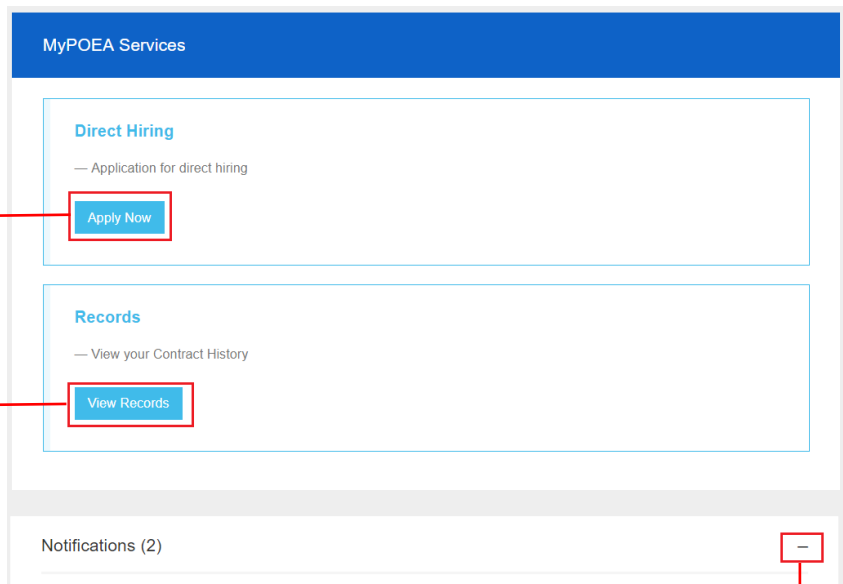 MyPOEA Services
Direct Hiring
— Application for direct hiring
Apply Now
Records
— View your Contract History
View Records
Notifications (2)